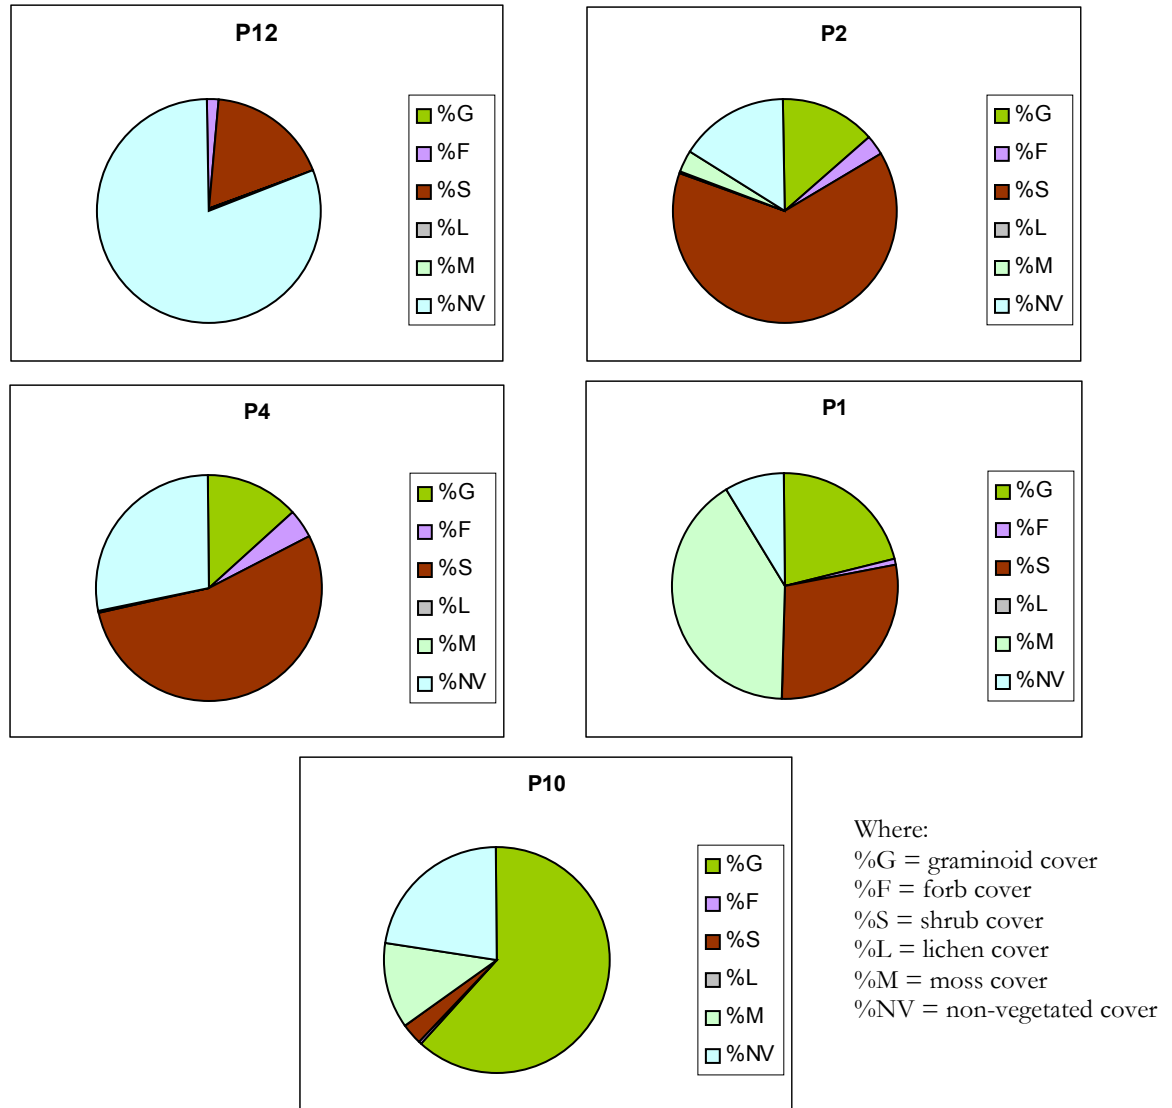 P12
%G
%F
%S
%L
%M
%NV
P2
%G
%F
%S
%L
%M
%NV
P4
%G
%F
%S
%L
%M
%NV
P1
%G
%F
%S
%L
%M
%NV
P10
%G
%F
%S
%L
%M
%NV
Where:
%G = graminoid cover
%F = forb cover
%S = shrub cover
%L = lichen cover
%M = moss cover
%NV = non-vegetated cover